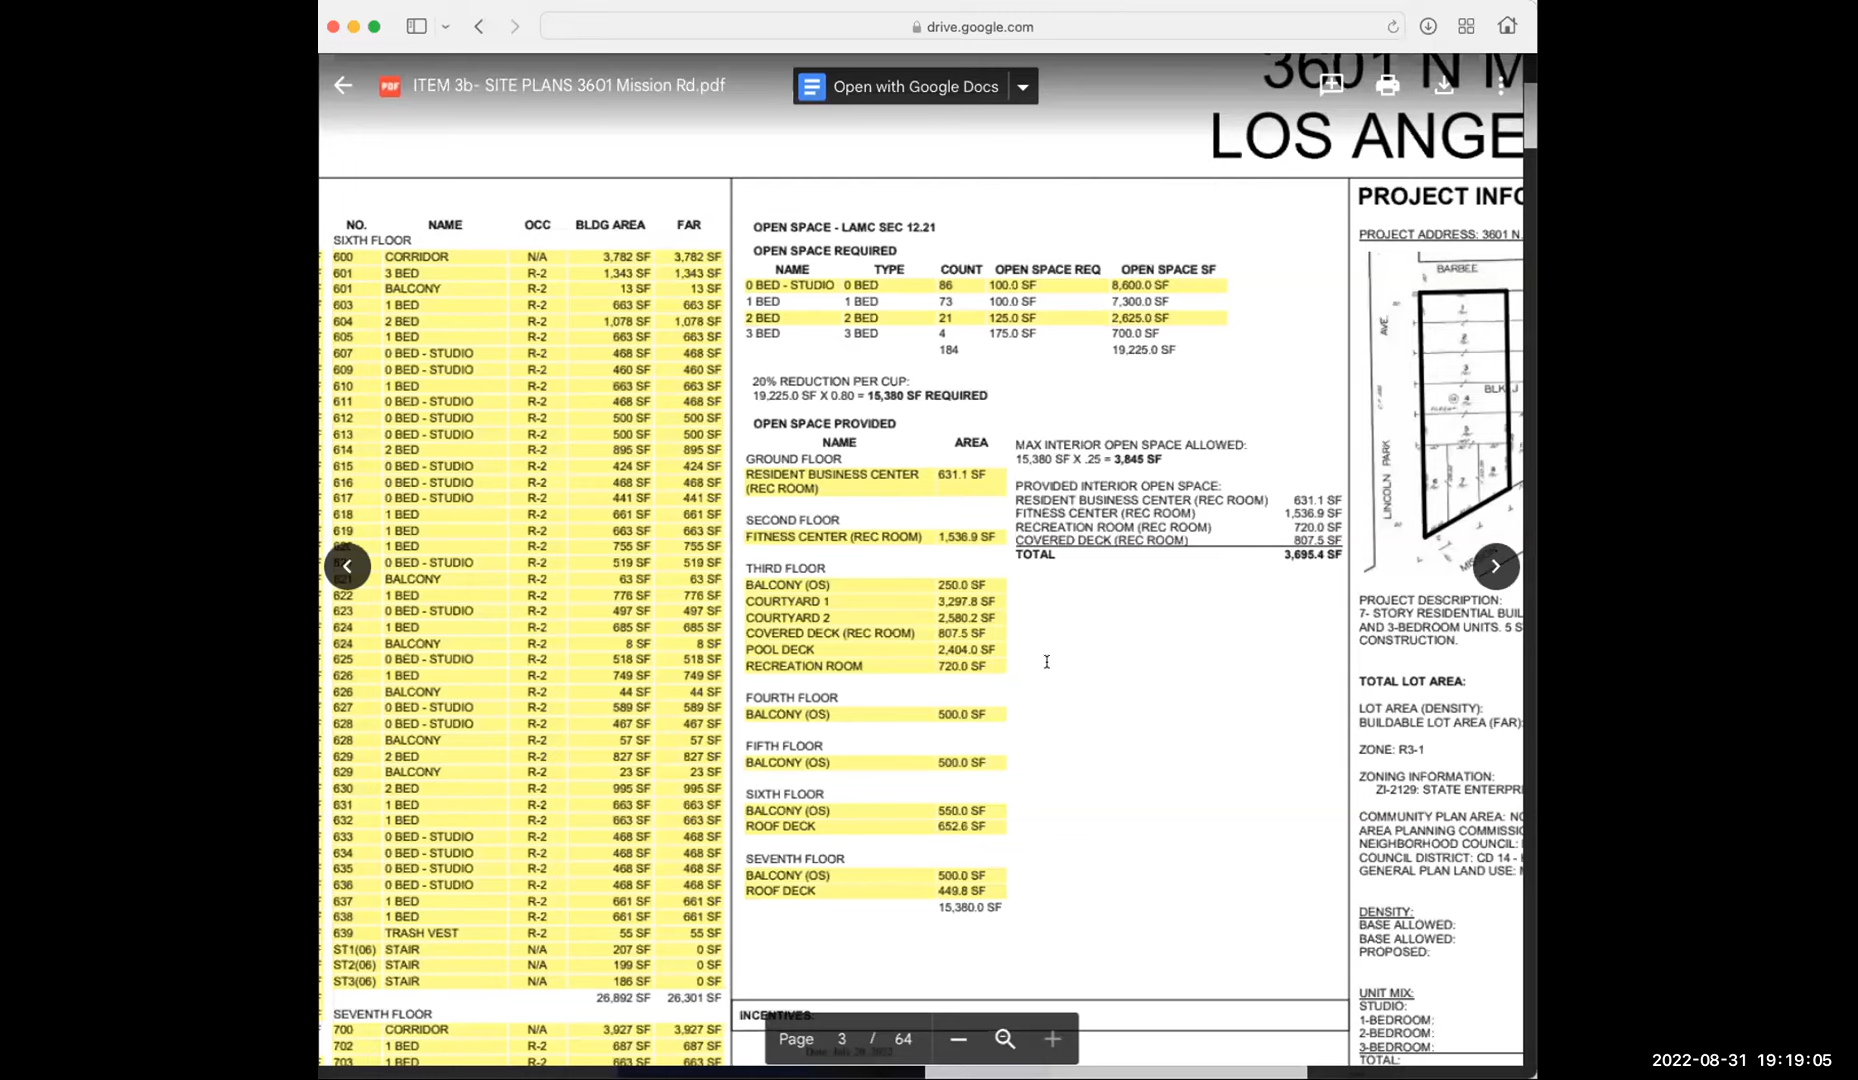 drive.google.com
ITEM 3b- SITE PLANS 3601 Mission Rd.pdf
Open with Google Docs
3601 N M
LOS ANGE
NO. NAME OCC BLDG AREA FAR
SIXTH FLOOR
600 CORRIDOR N/A 3,782 SF 3,782 SF
601 3 BED R-2 1,343 SF 1,343 SF
601 BALCONY R-2 13 SF 13 SF
603 1 BED R-2 663 SF 663 SF
604 2 BED R-2 1,078 SF 1,078 SF
605 1 BED R-2 663 SF 663 SF
607 0 BED - STUDIO R-2 468 SF 468 SF
609 0 BED - STUDIO R-2 460 SF 460 SF
610 1 BED R-2 663 SF 663 SF
611 0 BED - STUDIO R-2 468 SF 468 SF
612 0 BED - STUDIO R-2 500 SF 500 SF
613 0 BED - STUDIO R-2 500 SF 500 SF
614 2 BED R-2 895 SF 895 SF
615 0 BED - STUDIO R-2 424 SF 424 SF
616 0 BED - STUDIO R-2 468 SF 468 SF
617 0 BED - STUDIO R-2 441 SF 441 SF
618 1 BED R-2 661 SF 661 SF
619 1 BED R-2 663 SF 663 SF
1 BED R-2 755 SF 755 SF
0 BED - STUDIO R-2 519 SF 519 SF
621 BALCONY R-2 63 SF 63 SF
622 1 BED R-2 776 SF 776 SF
623 0 BED - STUDIO R-2 497 SF 497 SF
624 1 BED R-2 685 SF 685 SF
624 BALCONY R-2 8 SF 8 SF
625 0 BED - STUDIO R-2 518 SF 518 SF
626 1 BED R-2 749 SF 749 SF
626 BALCONY R-2 44 SF 44 SF
627 0 BED - STUDIO R-2 589 SF 589 SF
628 0 BED - STUDIO R-2 467 SF 467 SF
628 BALCONY R-2 57 SF 57 SF
629 2 BED R-2 827 SF 827 SF
629 BALCONY R-2 23 SF 23 SF
630 2 BED R-2 995 SF 995 SF
631 1 BED R-2 663 SF 663 SF
632 1 BED R-2 663 SF 663 SF
633 0 BED - STUDIO R-2 468 SF 468 SF
634 0 BED - STUDIO R-2 468 SF 468 SF
635 0 BED - STUDIO R-2 468 SF 468 SF
636 0 BED - STUDIO R-2 468 SF 468 SF
637 1 BED R-2 661 SF 661 SF
638 1 BED R-2 661 SF 661 SF
639 TRASH VEST R-2 55 SF 55 SF
ST1(06) STAIR N/A 207 SF 0 SF
ST2(06) STAIR N/A 199 SF 0 SF
ST3(06) STAIR N/A 186 SF 0 SF
26,892 SF 26,301 SF
SEVENTH FLOOR
700 CORRIDOR N/A 3,927 SF 3,927 SF
702 1 BED R-2 687 SF 687 SF
703 1 BED R-2 663 SF 663 SF
OPEN SPACE - LAMC SEC 12.21
OPEN SPACE REQUIRED
NAME TYPE COUNT OPEN SPACE REQ OPEN SPACE SF
0 BED - STUDIO 0 BED 86 100.0 SF 8,600.0 SF
1 BED 1 BED 73 100.0 SF 7,300.0 SF
2 BED 2 BED 21 125.0 SF 2,625.0 SF
3 BED 3 BED 4 175.0 SF 700.0 SF
184 19,225.0 SF
20% REDUCTION PER CUP:
19,225.0 SF X 0.80 = 15,380 SF REQUIRED
OPEN SPACE PROVIDED
NAME AREA
GROUND FLOOR
RESIDENT BUSINESS CENTER 631.1 SF
(REC ROOM)
SECOND FLOOR
FITNESS CENTER (REC ROOM) 1,536.9 SF
THIRD FLOOR
BALCONY (OS) 250.0 SF
COURTYARD 1 3,297.8 SF
COURTYARD 2 2,580.2 SF
COVERED DECK (REC ROOM) 807.5 SF
POOL DECK 2,404.0 SF
RECREATION ROOM 720.0 SF
FOURTH FLOOR
BALCONY (OS) 500.0 SF
FIFTH FLOOR
BALCONY (OS) 500.0 SF
SIXTH FLOOR
BALCONY (OS) 550.0 SF
ROOF DECK 652.6 SF
SEVENTH FLOOR
BALCONY (OS) 500.0 SF
ROOF DECK 449.8 SF
15,380.0 SF
MAX INTERIOR OPEN SPACE ALLOWED:
15,380 SF X .25 = 3,845 SF
PROVIDED INTERIOR OPEN SPACE:
RESIDENT BUSINESS CENTER (REC ROOM) 631.1 SF
FITNESS CENTER (REC ROOM) 1,536.9 SF
RECREATION ROOM (REC ROOM) 720.0 SF
COVERED DECK (REC ROOM) 807.5 SF
TOTAL 3,695.4 SF
INCENTIVES:
PROJECT INFO
PROJECT ADDRESS: 3601 N.
BARBEE
AVE.
LINCOLN PARK
BLK J
PROJECT DESCRIPTION:
7- STORY RESIDENTIAL BUIL
AND 3-BEDROOM UNITS. 5 S
CONSTRUCTION.
TOTAL LOT AREA:
LOT AREA (DENSITY):
BUILDABLE LOT AREA (FAR):
ZONE: R3-1
ZONING INFORMATION:
ZI-2129: STATE ENTERPR
COMMUNITY PLAN AREA: NO
AREA PLANNING COMMISSIO
NEIGHBORHOOD COUNCIL:
COUNCIL DISTRICT: CD 14 -
GENERAL PLAN LAND USE:
DENSITY:
BASE ALLOWED:
BASE ALLOWED:
PROPOSED:
UNIT MIX:
STUDIO:
1-BEDROOM:
2-BEDROOM:
3-BEDROOM:
TOTAL:
Page 3 / 64
2022-08-31 19:19:05